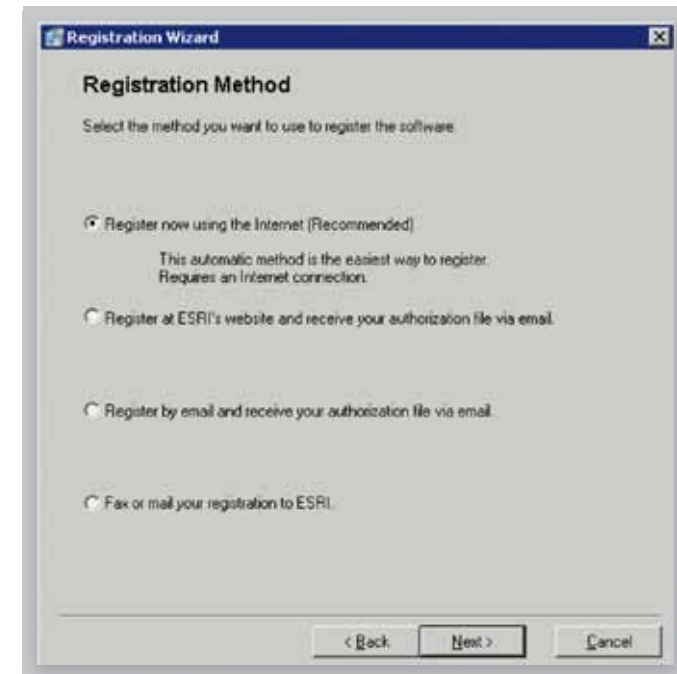 Registration Wizard
Registration Method
Select the method you want to use to register the software.
Register now using the Internet (Recommended)
This automatic method is the easiest way to register.
Requires an Internet connection.
Register at ESRI's website and receive your authorization file via email.
Register by email and receive your authorization file via email.
Fax or mail your registration to ESRI.
< Back Next > Cancel